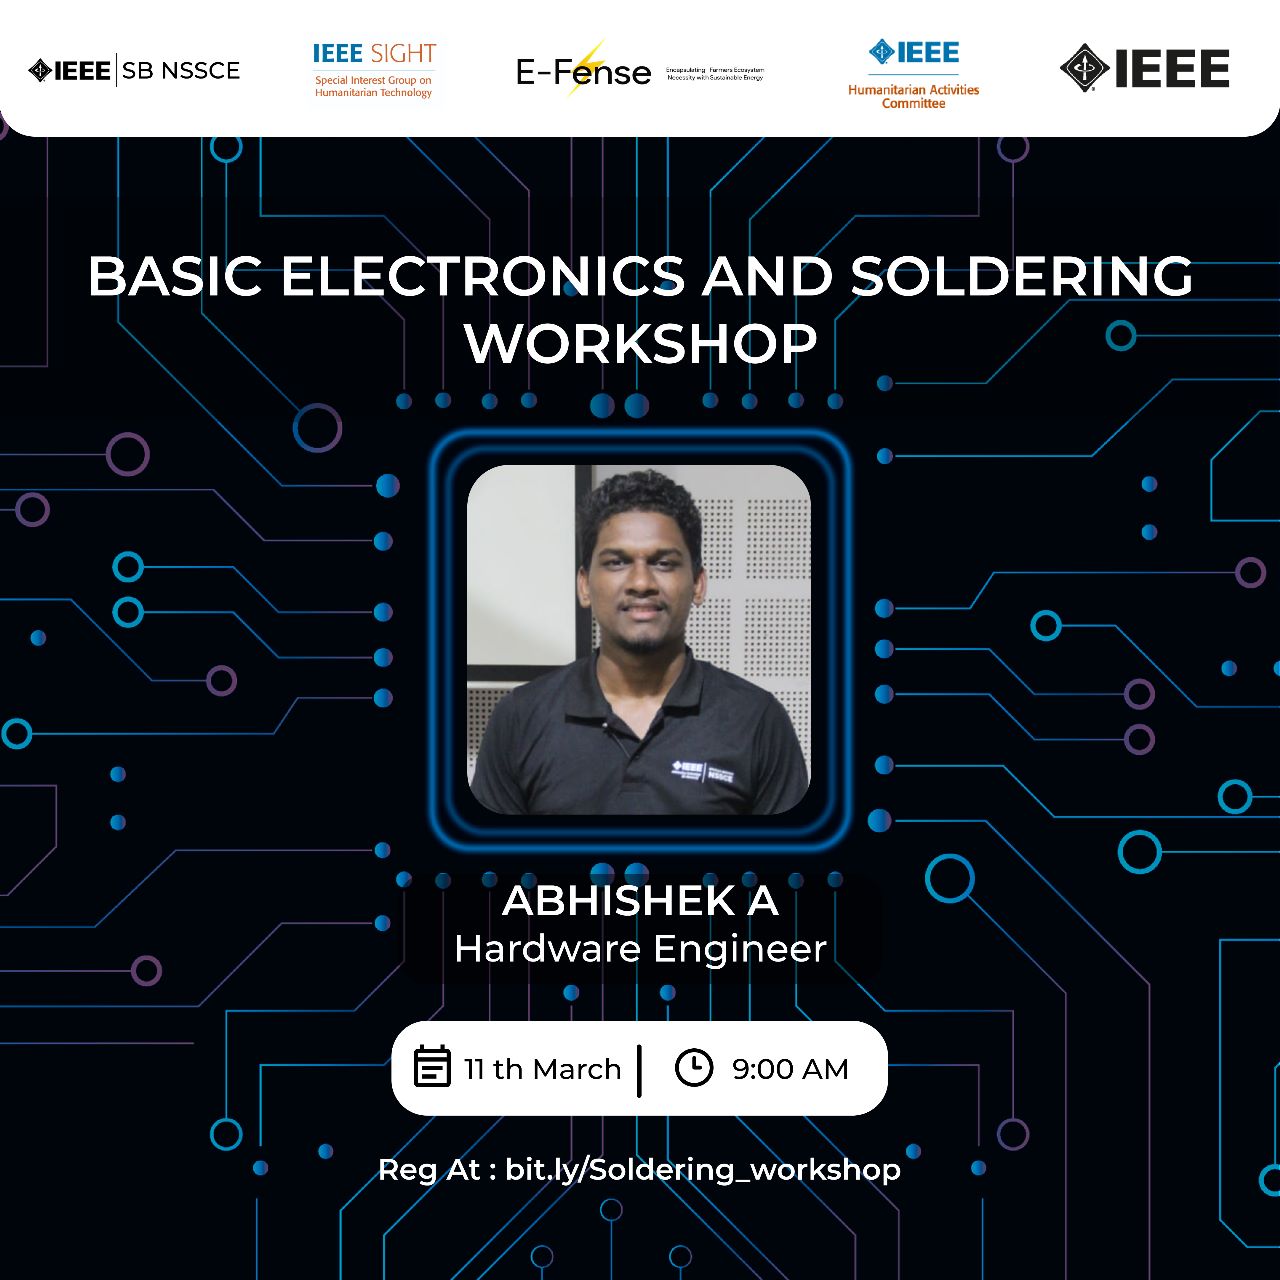 IEEE SB NSSCE
IEEE SIGHT
Special Interest Group on
Humanitarian Technology
E-Fense
Encapsulating Farmers Ecosystem
Necessity with Sustainable Energy
IEEE
Humanitarian Activities
Committee
IEEE
BASIC ELECTRONICS AND SOLDERING
WORKSHOP
IEEE
NSSCE
ABHISHEK A
Hardware Engineer
11 th March
9:00 AM
Reg At : bit.ly/Soldering_workshop